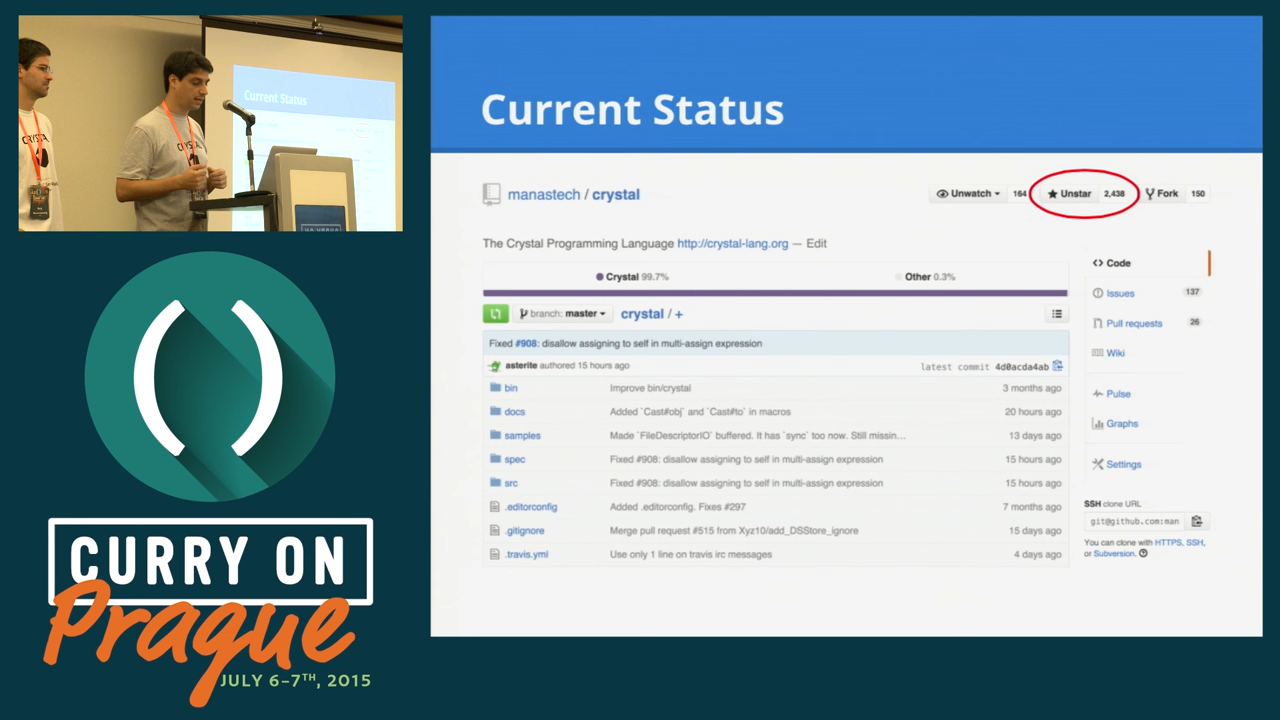 Current Status
CRYSTAL
CURRY ON
Prague
JULY 6-7TH, 2015
Current Status
manastech / crystal
Unwatch 164
Unstar 2,438
Fork 150
The Crystal Programming Language http://crystal-lang.org — Edit
Crystal 99.7% Other 0.3%
branch: master crystal / +
Fixed #908: disallow assigning to self in multi-assign expression
asterite authored 15 hours ago latest commit 4d0acda4ab
bin Improve bin/crystal 3 months ago
docs Added `Cast#obj` and `Cast#to` in macros 20 hours ago
samples Made `FileDescriptorIO` buffered. It has `sync` too now. Still missin... 13 days ago
spec Fixed #908: disallow assigning to self in multi-assign expression 15 hours ago
src Fixed #908: disallow assigning to self in multi-assign expression 15 hours ago
.editorconfig Added .editorconfig. Fixes #297 7 months ago
.gitignore Merge pull request #515 from Xyz10/add_DSStore_ignore 15 days ago
.travis.yml Use only 1 line on travis irc messages 4 days ago
Code
Issues 137
Pull requests 26
Wiki
Pulse
Graphs
Settings
SSH clone URL
git@github.com:man
You can clone with HTTPS, SSH,
or Subversion.